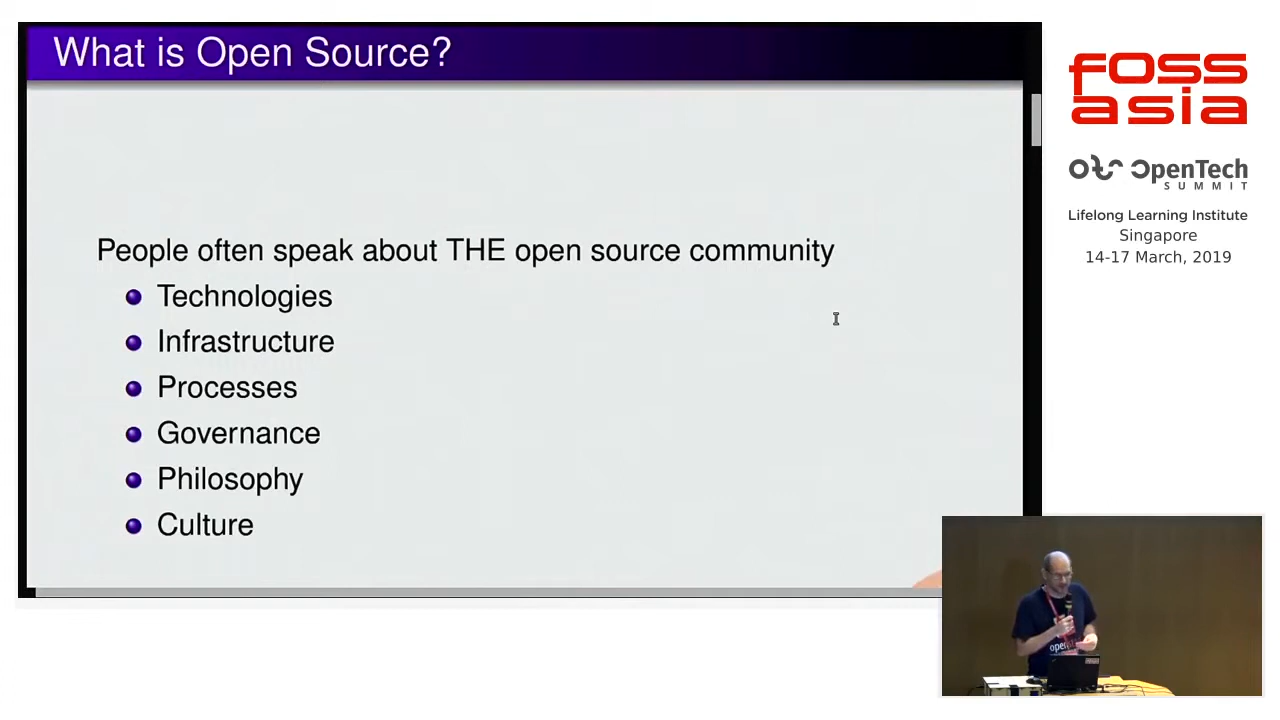 What is Open Source?
People often speak about THE open source community
Technologies
Infrastructure
Processes
Governance
Philosophy
Culture
FOSS
asia
OpenTech
SUMMIT
Lifelong Learning Institute
Singapore
14-17 March, 2019
open